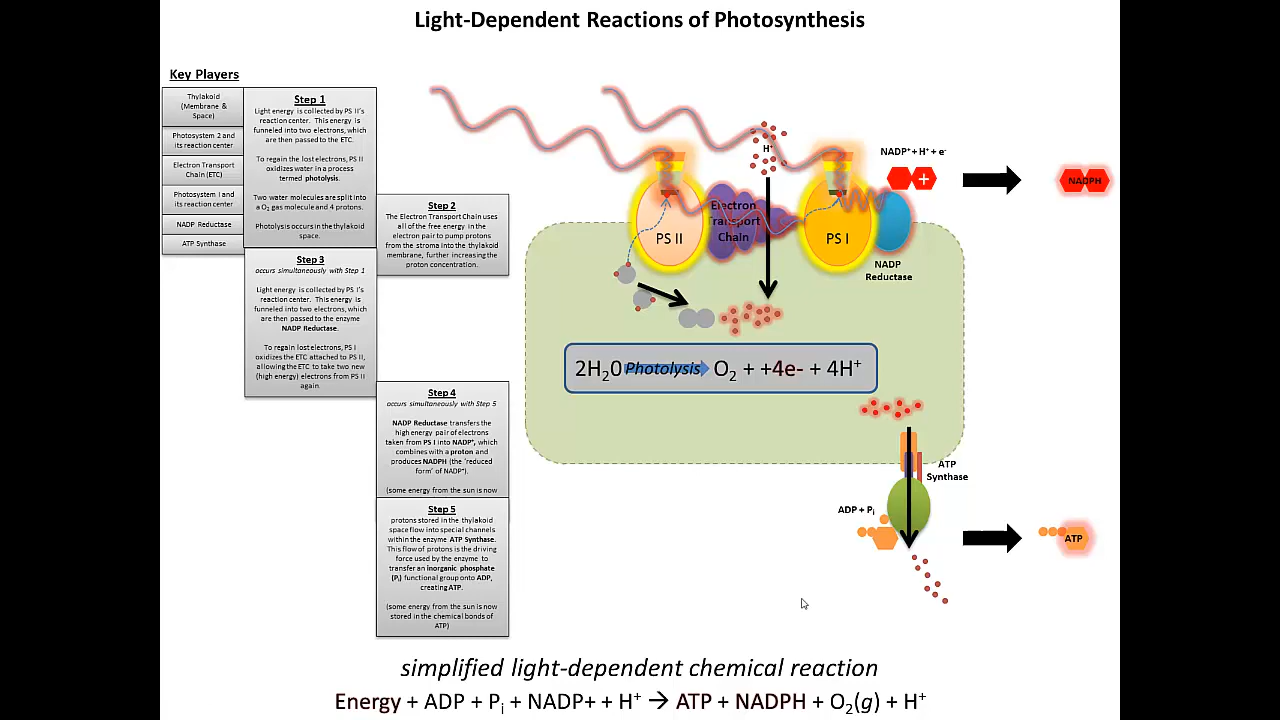 Light-Dependent Reactions of Photosynthesis
Key Players
Thylakoid
(Membrane &
Space)
Photosystem 2 and
its reaction center
Electron Transport
Chain (ETC)
Photosystem I and
its reaction center
NADP Reductase
ATP Synthase
Step 1
Light energy is collected by PS II's
reaction center. This energy is
funneled into two electrons, which
are then passed to the ETC.
To regain the lost electrons, PS II
oxidizes water in a process
termed photolysis.
Two water molecules are split into
a O₂ gas molecule and 4 protons.
Photolysis occurs in the thylakoid
space.
Step 2
The Electron Transport Chain uses
all of the free energy in the
electron pair to pump protons
from the stroma into the thylakoid
membrane, further increasing the
proton concentration.
Step 3
occurs simultaneously with Step 1
Light energy is collected by PS I's
reaction center. This energy is
funneled into two electrons, which
are then passed to the enzyme
NADP Reductase.
To regain lost electrons, PS I
oxidizes the ETC attached to PS II,
allowing the ETC to take two new
(high energy) electrons from PS II
again.
Step 4
occurs simultaneously with Step 5
NADP Reductase transfers the
high energy pair of electrons
taken from PS I into NADP⁺, which
combines with a proton and
produces NADPH (the 'reduced
form' of NADP⁺).
(some energy from the sun is now
Step 5
protons stored in the thylakoid
space flow into special channels
within the enzyme ATP Synthase.
This flow of protons is the driving
force used by the enzyme to
transfer an inorganic phosphate
(Pᵢ) functional group onto ADP,
creating ATP.
(some energy from the sun is now
stored in the chemical bonds of
ATP)
H⁺
NADP⁺ + H⁺ + e⁻
+
NADPH
PS II
Electron
Transport
Chain
PS I
NADP
Reductase
2H₂0 Photolysis O₂ + +4e- + 4H⁺
ATP
Synthase
ADP + Pᵢ
ATP
simplified light-dependent chemical reaction
Energy + ADP + Pᵢ + NADP+ + H⁺ → ATP + NADPH + O₂(g) + H⁺